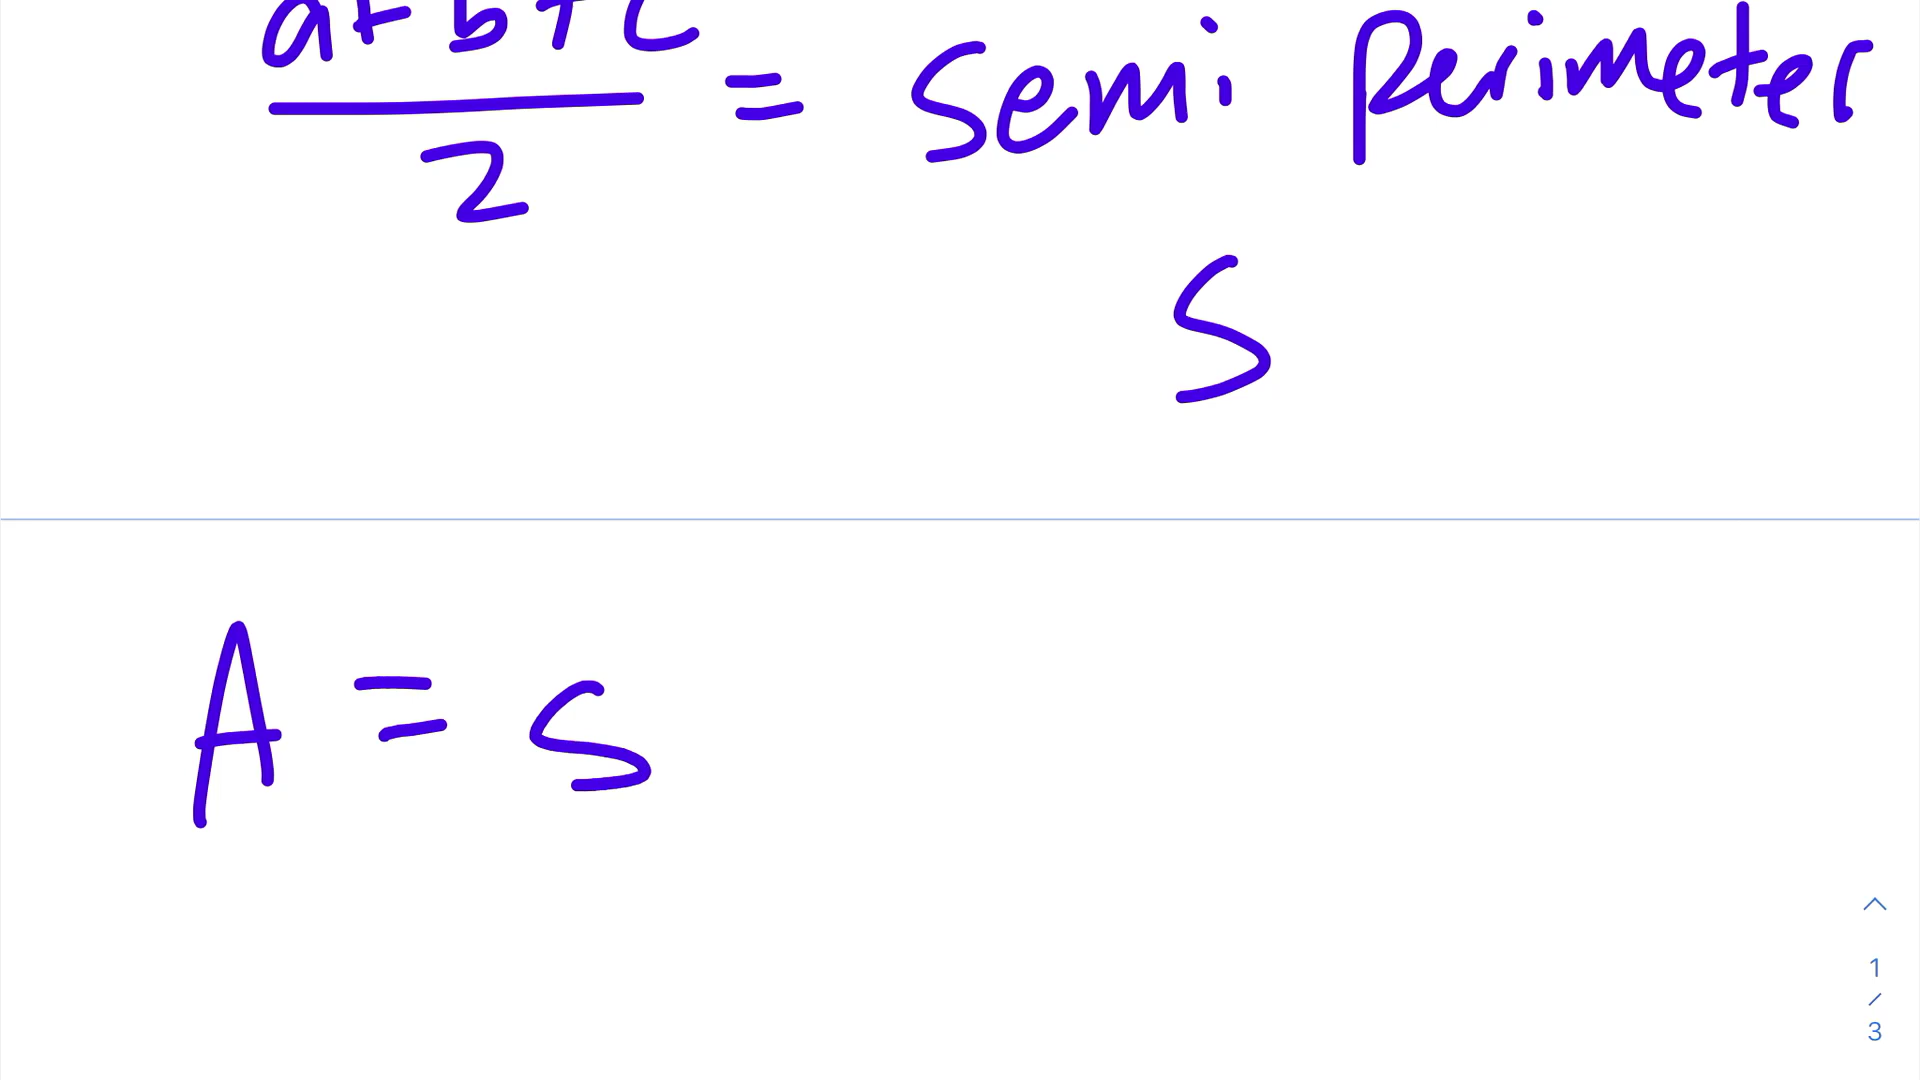 a+b+c
2
= semi perimeter
s
A = s
1
/
3